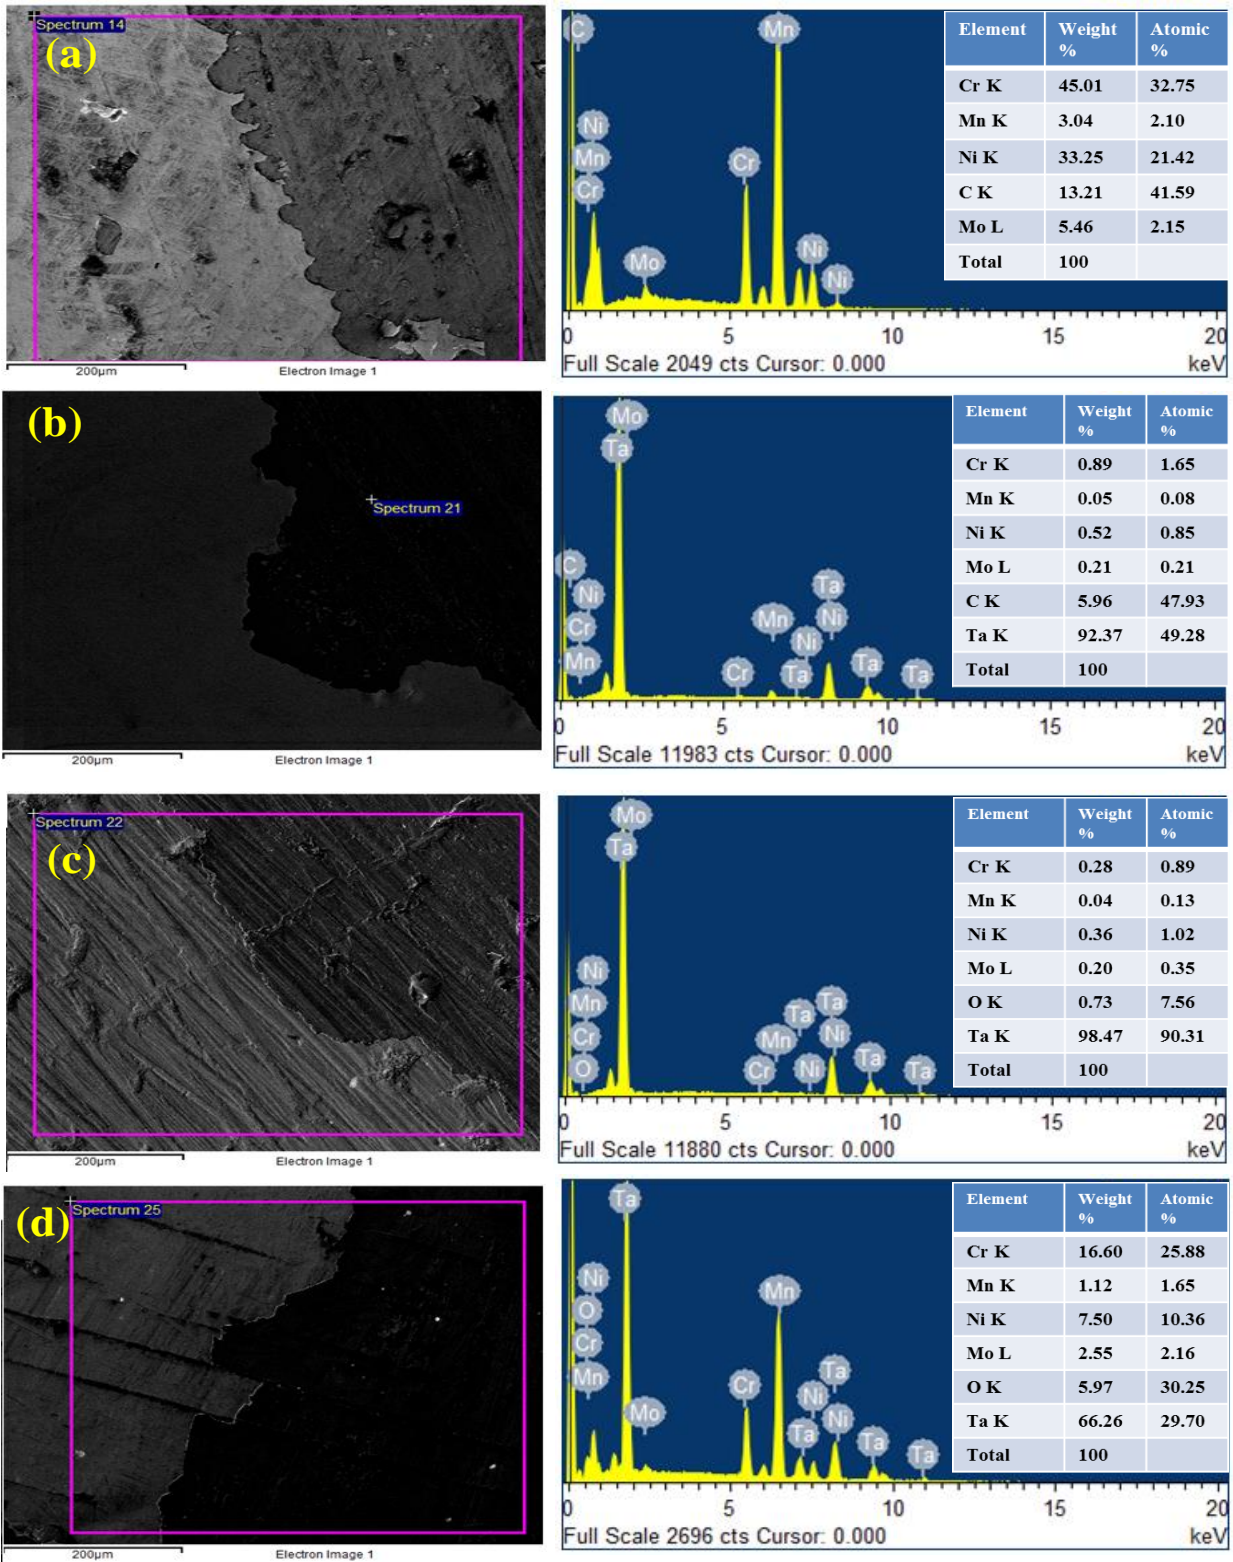 Spectrum 14
(a)
200µm
Electron Image 1
C
Mn
Ni
Mn
Cr
Cr
Mo
Ni
Ni
0 5 10 15 20
Full Scale 2049 cts Cursor: 0.000 keV
Element Weight % Atomic %
Cr K 45.01 32.75
Mn K 3.04 2.10
Ni K 33.25 21.42
C K 13.21 41.59
Mo L 5.46 2.15
Total 100
(b)
Spectrum 21
200µm
Electron Image 1
Mo
Ta
C
Ni
Cr
Mn
Cr
Mn
Ni
Ta
Ta
Ni
Ta
Ta
0 5 10 15 20
Full Scale 11983 cts Cursor: 0.000 keV
Element Weight % Atomic %
Cr K 0.89 1.65
Mn K 0.05 0.08
Ni K 0.52 0.85
Mo L 0.21 0.21
C K 5.96 47.93
Ta K 92.37 49.28
Total 100
Spectrum 22
(c)
200µm
Electron Image 1
Mo
Ta
Ni
Mn
Cr
O
Ta
Mn
Cr
Ni
Ta
Ni
Ta
Ta
0 5 10 15 20
Full Scale 11880 cts Cursor: 0.000 keV
Element Weight % Atomic %
Cr K 0.28 0.89
Mn K 0.04 0.13
Ni K 0.36 1.02
Mo L 0.20 0.35
O K 0.73 7.56
Ta K 98.47 90.31
Total 100
Spectrum 25
(d)
200µm
Electron Image 1
Ta
Ni
O
Cr
Mn
Mo
Cr
Mn
Ta
Ni
Ta
Ni
Ta
Ta
0 5 10 15 20
Full Scale 2696 cts Cursor: 0.000 keV
Element Weight % Atomic %
Cr K 16.60 25.88
Mn K 1.12 1.65
Ni K 7.50 10.36
Mo L 2.55 2.16
O K 5.97 30.25
Ta K 66.26 29.70
Total 100